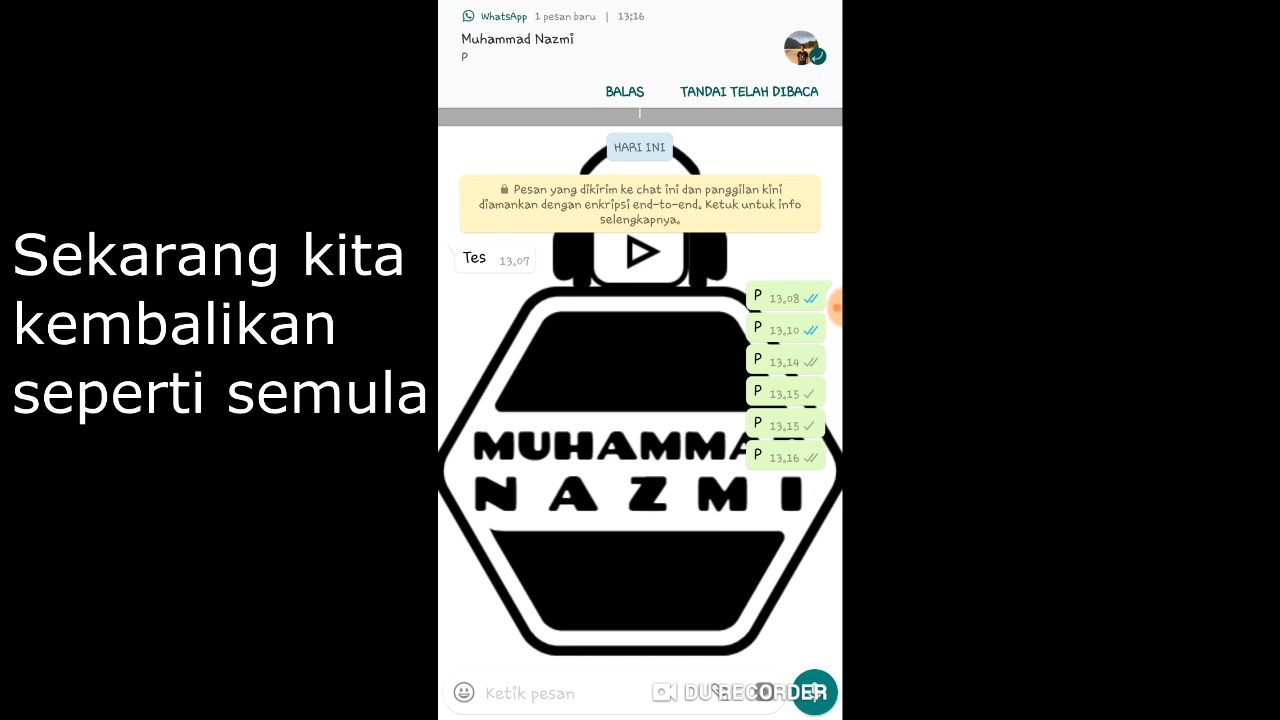 Sekarang kita
kembalikan
seperti semula
WhatsApp 1 pesan baru | 13:16
Muhammad Nazmi
P
BALAS TANDAI TELAH DIBACA
HARI INI
Pesan yang dikirim ke chat ini dan panggilan kini
diamankan dengan enkripsi end-to-end. Ketuk untuk info
selengkapnya.
Tes 13.07
P 13.08
P 13.10
P 13.14
P 13.15
P 13.15
P 13.16
NAZMI
Ketik pesan
DU RECORDER